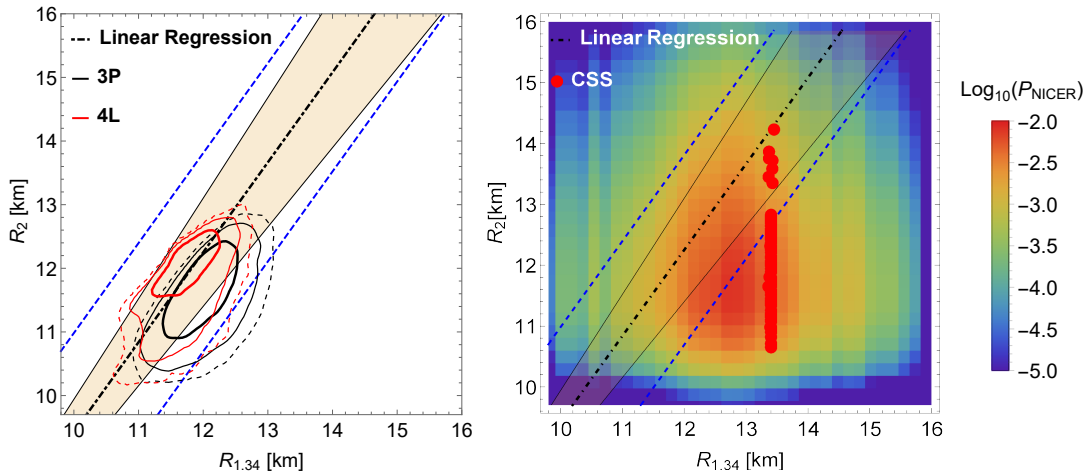 Linear Regression
3P
4L
16
15
14
13
12
11
10
R₂ [km]
10 11 12 13 14 15 16
R₁.₃₄ [km]
Linear Regression
CSS
16
15
14
13
12
11
10
R₂[km]
10 11 12 13 14 15 16
R₁.₃₄ [km]
Log₁₀(P_NICER)
−2.0
−2.5
−3.0
−3.5
−4.0
−4.5
−5.0